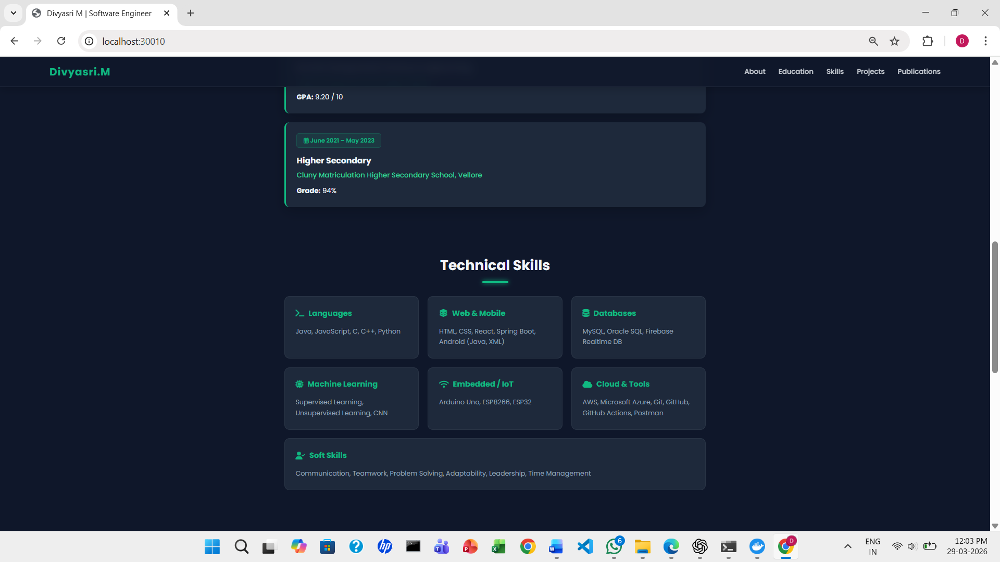 Divyasri M | Software Engineer
localhost:30010
D
Divyasri.M
About Education Skills Projects Publications
GPA: 9.20 / 10
June 2021 – May 2023
Higher Secondary
Cluny Matriculation Higher Secondary School, Vellore
Grade: 94%
Technical Skills
Languages
Java, JavaScript, C, C++, Python
Web & Mobile
HTML, CSS, React, Spring Boot,
Android (Java, XML)
Databases
MySQL, Oracle SQL, Firebase
Realtime DB
Machine Learning
Supervised Learning,
Unsupervised Learning, CNN
Embedded / IoT
Arduino Uno, ESP8266, ESP32
Cloud & Tools
AWS, Microsoft Azure, Git, GitHub,
GitHub Actions, Postman
Soft Skills
Communication, Teamwork, Problem Solving, Adaptability, Leadership, Time Management
hp
T
P
X
W
6
D
ENG
IN
12:03 PM
29-03-2026